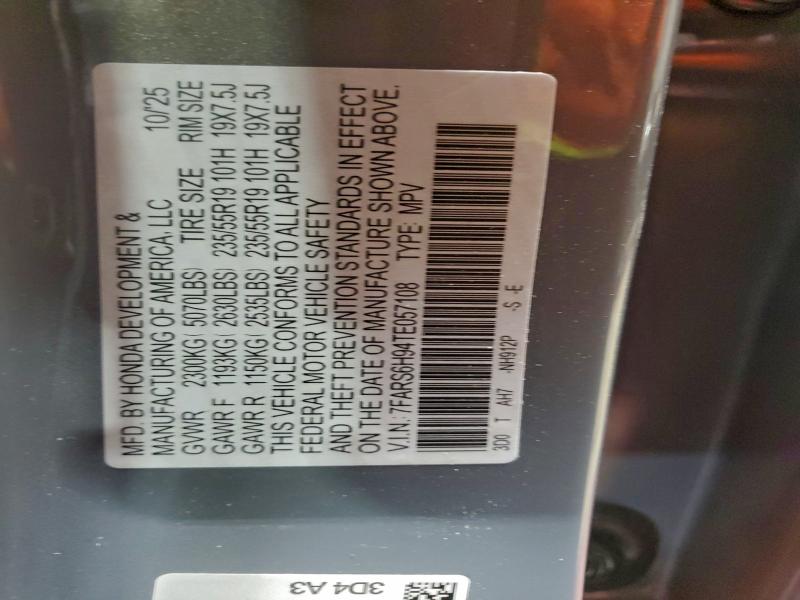 MFD. BY HONDA DEVELOPMENT &
MANUFACTURING OF AMERICA, LLC 10/'25
GVWR 2300KG( 5070LBS) TIRE SIZE RIM SIZE
GAWR F 1193KG( 2630LBS) 235/55R19 101H 19X7.5J
GAWR R 1150KG( 2535LBS) 235/55R19 101H 19X7.5J
THIS VEHICLE CONFORMS TO ALL APPLICABLE
FEDERAL MOTOR VEHICLE SAFETY
AND THEFT PREVENTION STANDARDS IN EFFECT
ON THE DATE OF MANUFACTURE SHOWN ABOVE.
V.I.N.: 7FARS6H94TE057108 TYPE: MPV
3D0 T AH7 -NH912P -S -E
3D4 A3